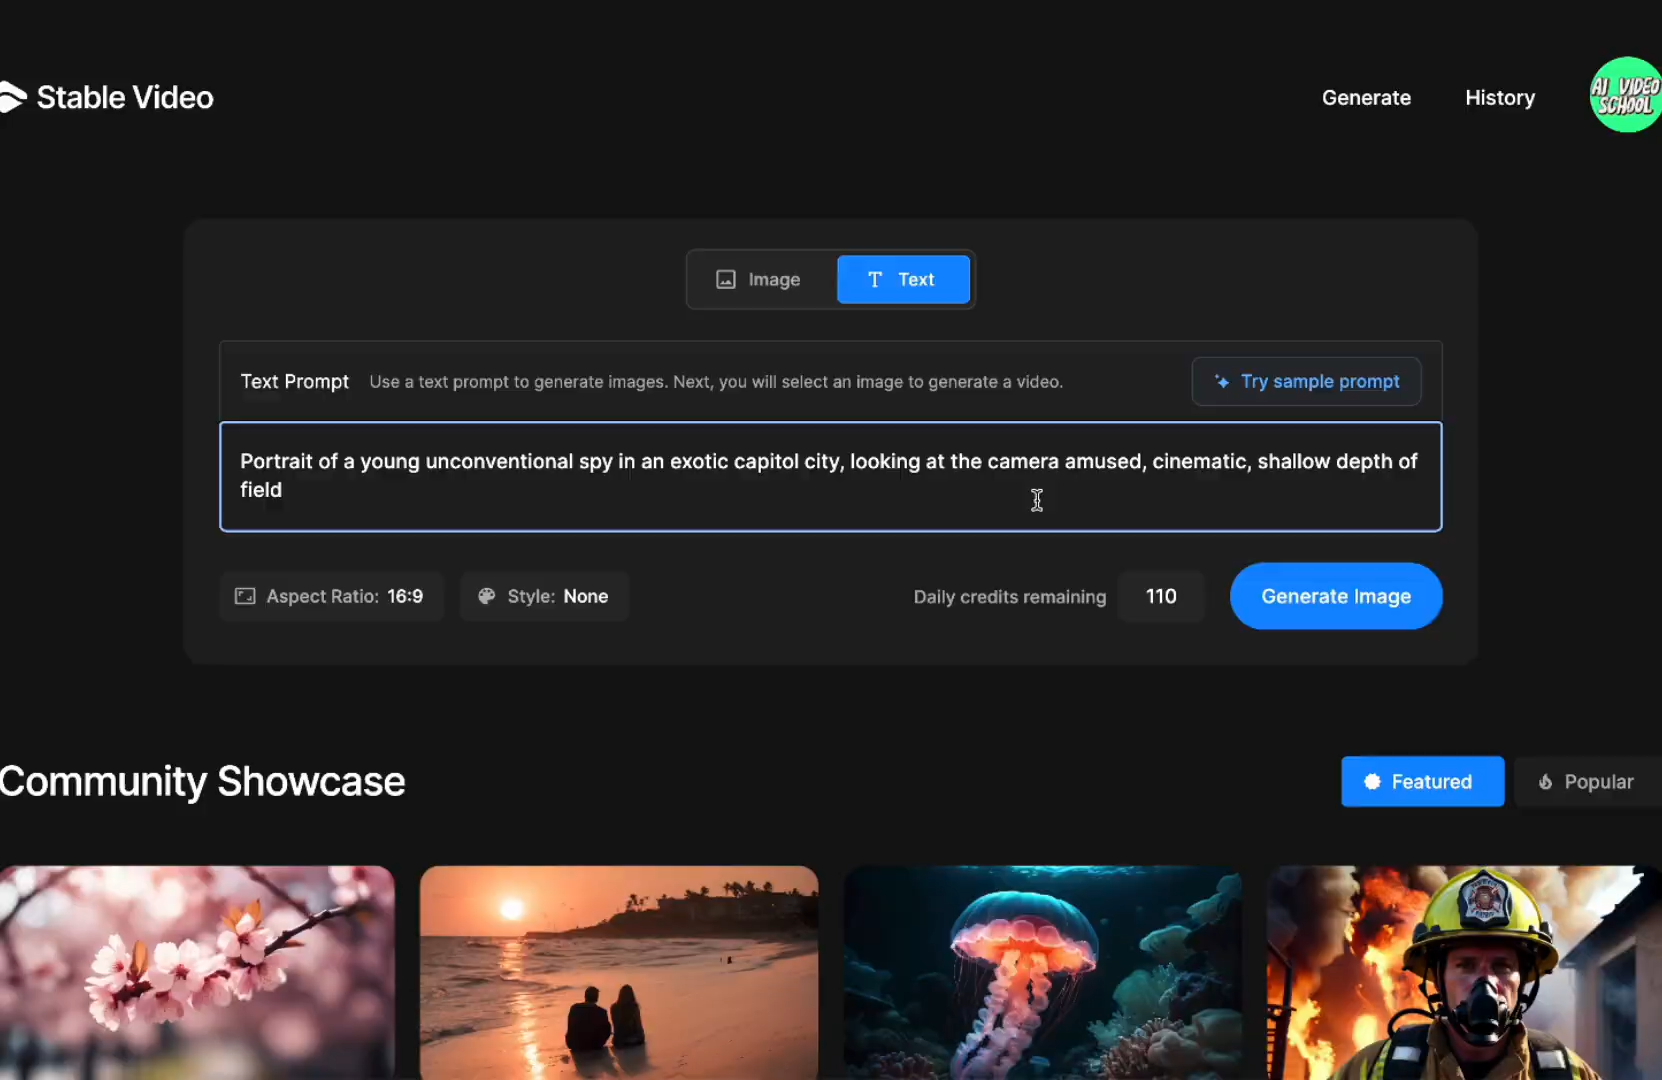 Stable Video
Generate
History
AI VIDEO
SCHOOL
Image
Text
Text Prompt
Use a text prompt to generate images. Next, you will select an image to generate a video.
Try sample prompt
Portrait of a young unconventional spy in an exotic capitol city, looking at the camera amused, cinematic, shallow depth of
field
Aspect Ratio: 16:9
Style: None
Daily credits remaining
110
Generate Image
Community Showcase
Featured
Popular